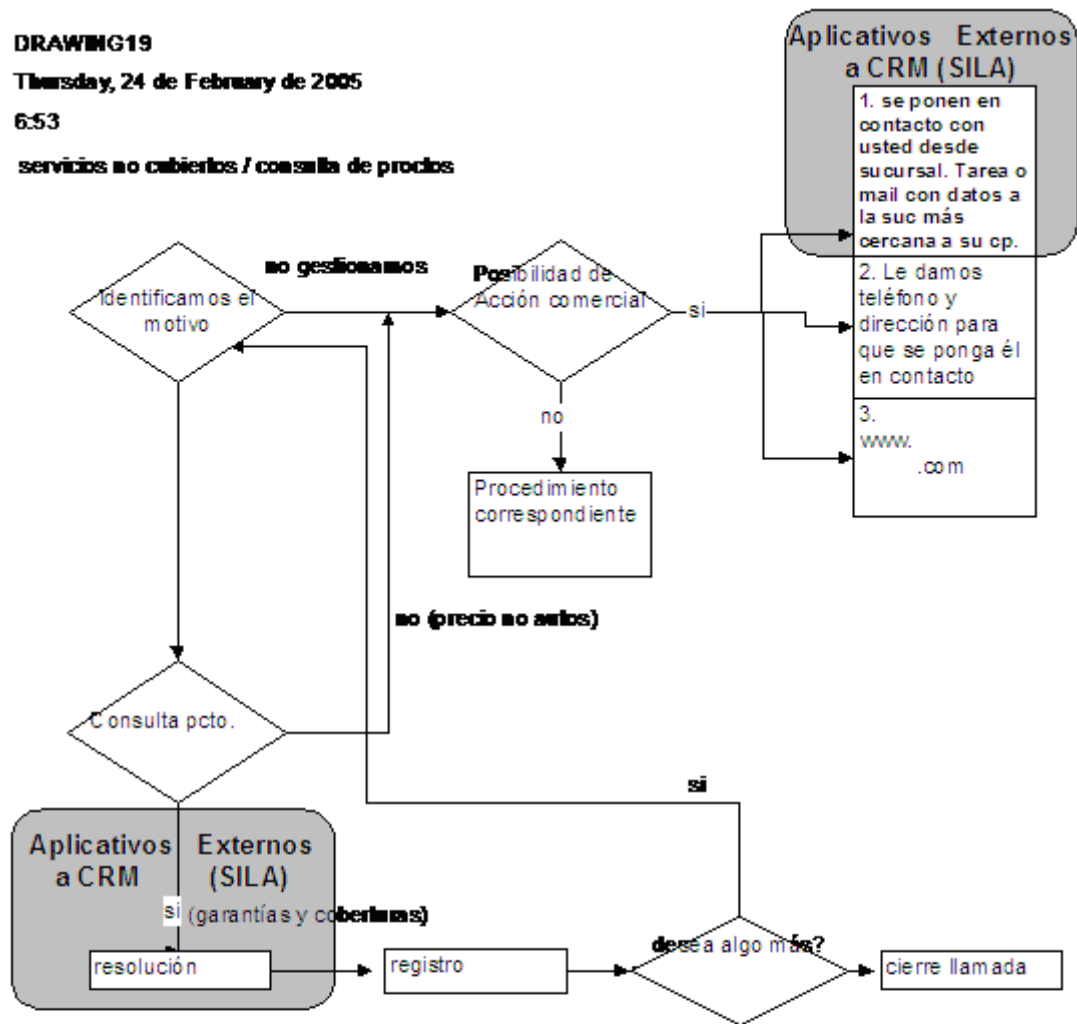 DRAWING19
Thursday, 24 de February de 2005
6:53
servicios no cubiertos / consulta de proctos
Aplicativos Externos
a CRM (SILA)
1. se ponen en
contacto con
usted desde
sucursal. Tarea o
mail con datos a
la suc más
cercana a su cp.
2. Le damos
teléfono y
dirección para
que se ponga él
en contacto
3.
www.
.com
Identificamos el
motivo
no gestionamos
Posibilidad de
Acción comercial
si
no
Procedimiento
correspondiente
no (precio no autos)
Consulta pcto.
si
Aplicativos Externos
a CRM (SILA)
si (garantías y coberturas)
resolución
registro
desea algo más?
cierre llamada